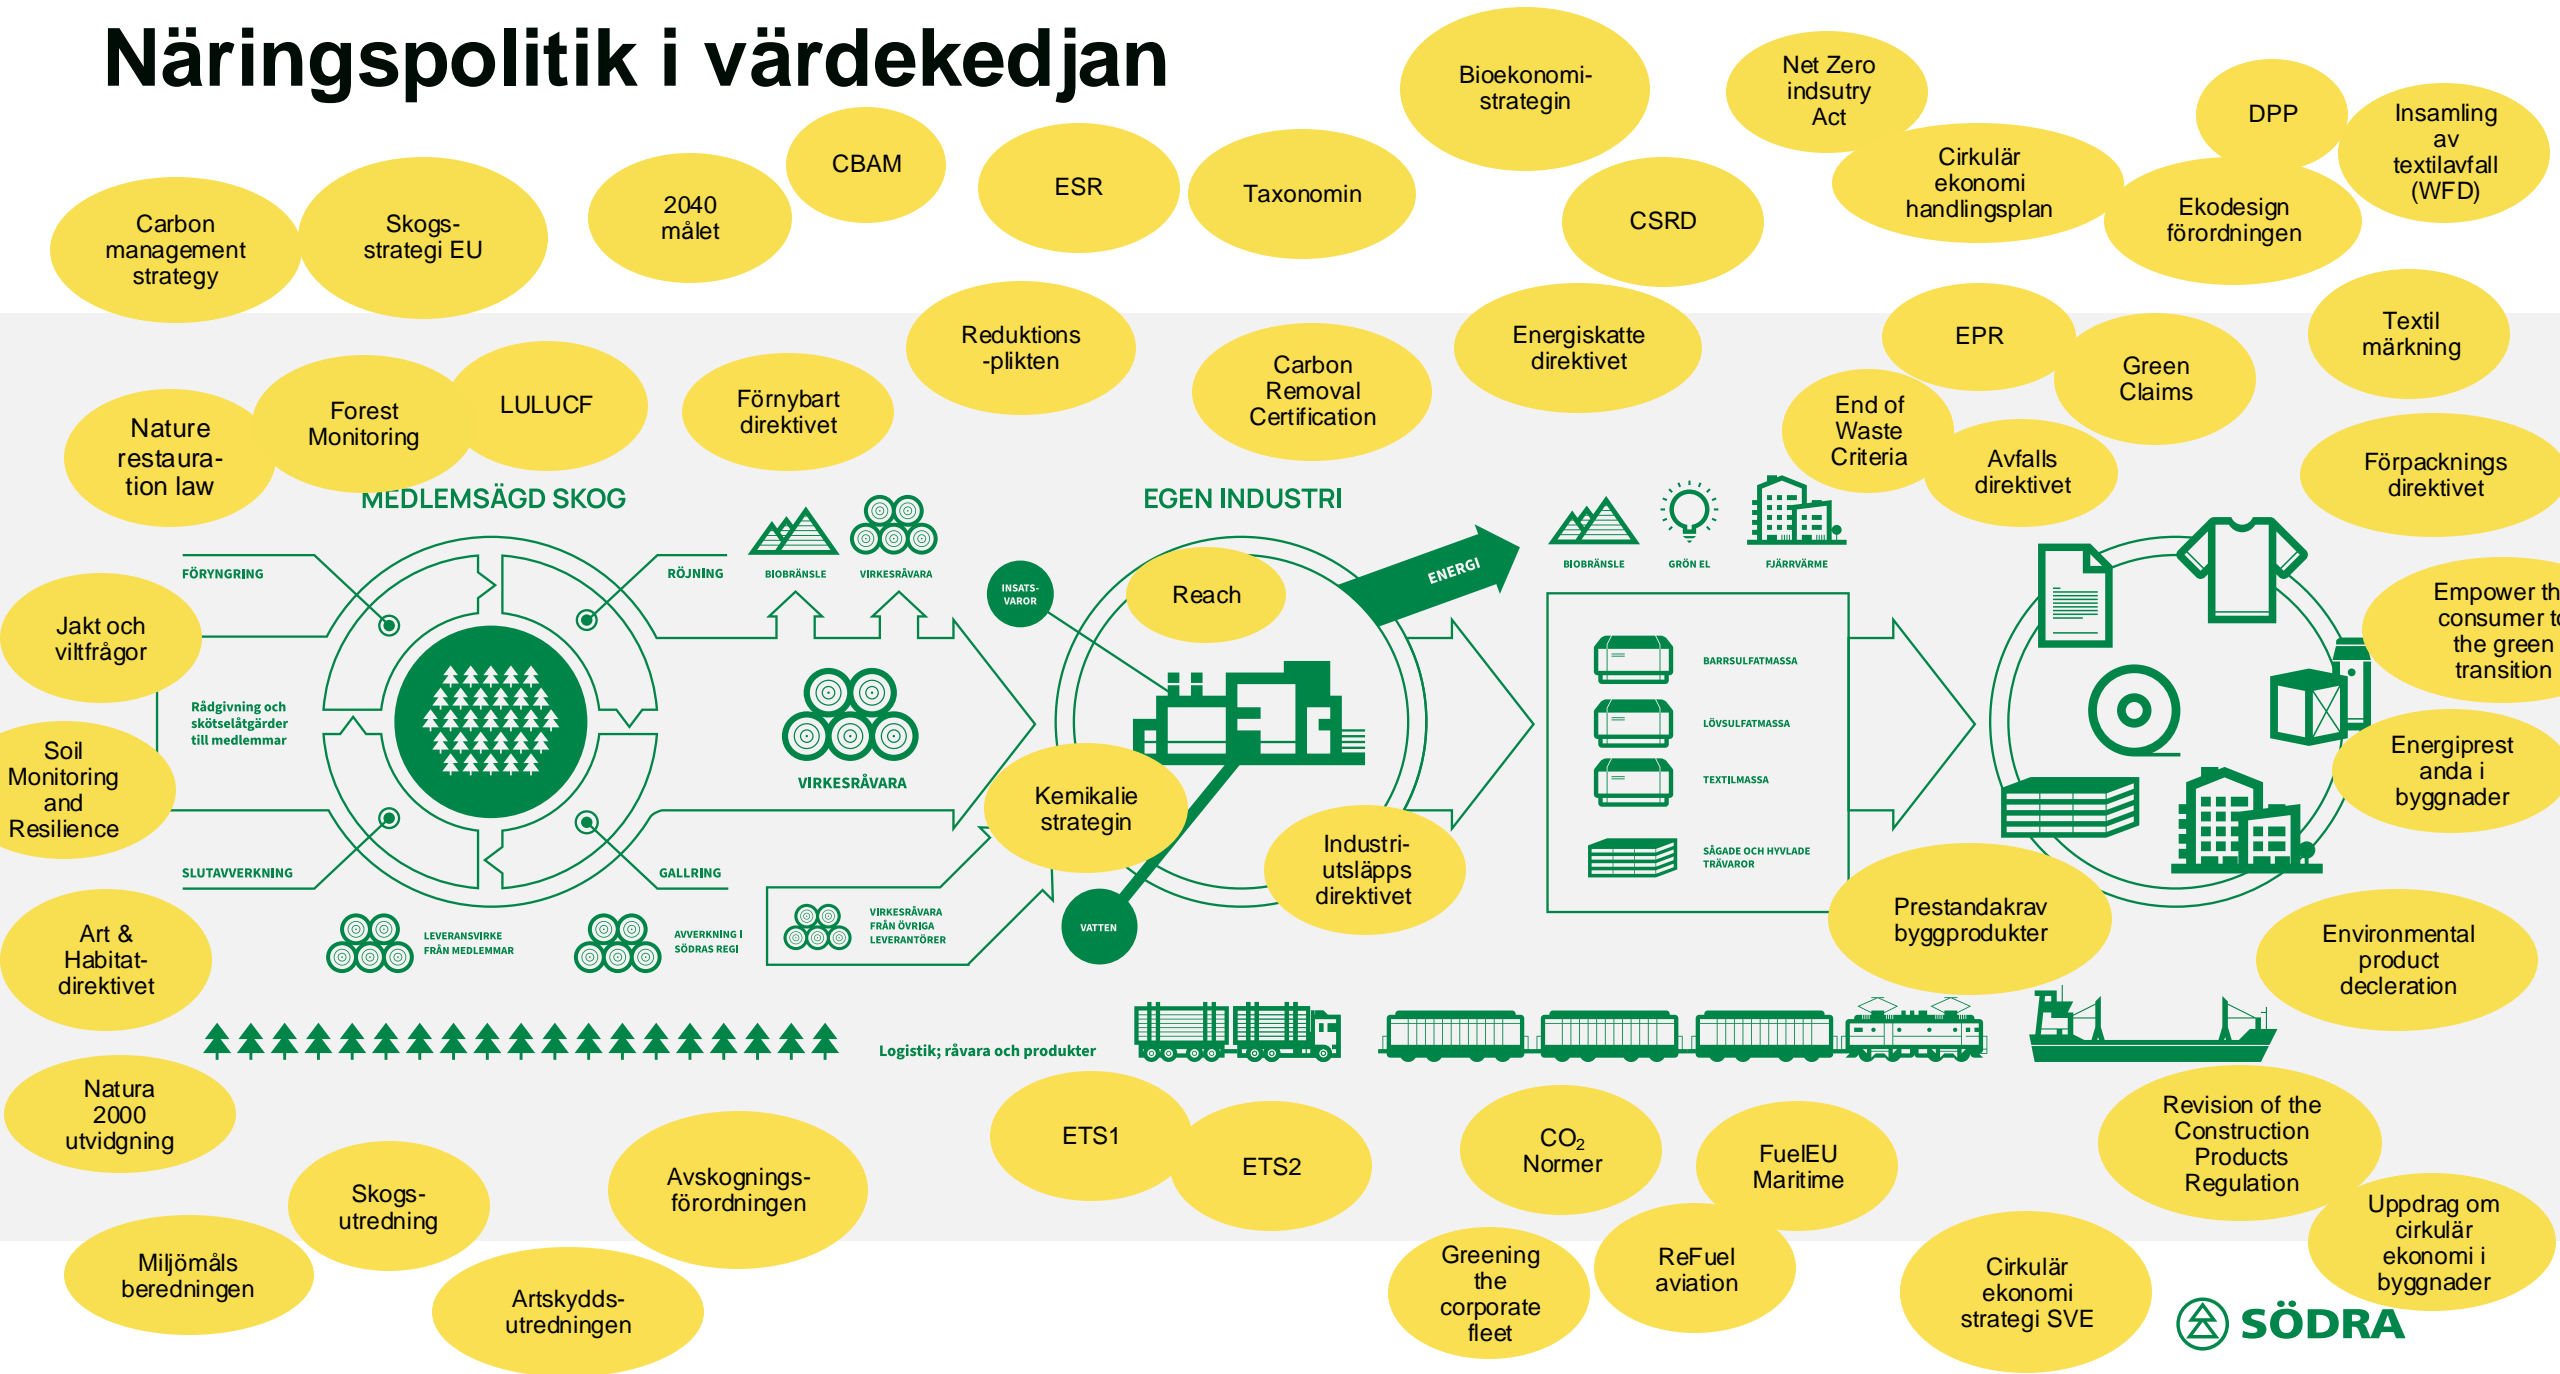 Näringspolitik i värdekedjan
Carbon
management
strategy
Skogs-
strategi EU
2040
målet
CBAM
ESR
Taxonomin
Bioekonomi-
strategin
CSRD
Net Zero
indsutry
Act
Cirkulär
ekonomi
handlingsplan
DPP
Ekodesign
förordningen
Insamling
av
textilavfall
(WFD)
Nature
restaura-
tion law
Forest
Monitoring
LULUCF
Förnybart
direktivet
Reduktions
-plikten
Carbon
Removal
Certification
Energiskatte
direktivet
EPR
Green
Claims
Textil
märkning
End of
Waste
Criteria
Avfalls
direktivet
Förpacknings
direktivet
MEDLEMSÄGD SKOG
EGEN INDUSTRI
FÖRYNGRING
RÖJNING
BIOBRÄNSLE
VIRKESRÅVARA
INSATS-
VAROR
Reach
ENERGI
BIOBRÄNSLE
GRÖN EL
FJÄRRVÄRME
Jakt och
viltfrågor
Rådgivning och
skötselåtgärder
till medlemmar
Soil
Monitoring
and
Resilience
VIRKESRÅVARA
Kemikalie
strategin
Industri-
utsläpps
direktivet
BARRSULFATMASSA
LÖVSULFATMASSA
TEXTILMASSA
SÅGADE OCH HYVLADE
TRÄVAROR
Empower th
consumer to
the green
transition
Energiprest
anda i
byggnader
SLUTAVVERKNING
GALLRING
Art &
Habitat-
direktivet
LEVERANSVIRKE
FRÅN MEDLEMMAR
AVVERKNING I
SÖDRAS REGI
VIRKESRÅVARA
FRÅN ÖVRIGA
LEVERANTÖRER
VATTEN
Prestandakrav
byggprodukter
Environmental
product
decleration
Logistik; råvara och produkter
Natura
2000
utvidgning
Skogs-
utredning
Avskognings-
förordningen
Miljömåls
beredningen
Artskydds-
utredningen
ETS1
ETS2
CO₂
Normer
FuelEU
Maritime
Greening
the
corporate
fleet
ReFuel
aviation
Revision of the
Construction
Products
Regulation
Cirkulär
ekonomi
strategi SVE
Uppdrag om
cirkulär
ekonomi i
byggnader
SÖDRA